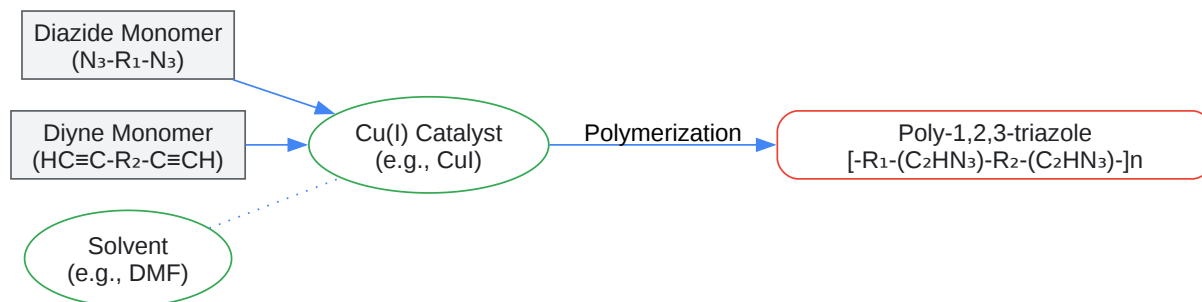 Diazide Monomer
(N₃-R₁-N₃)
Diyne Monomer
(HC≡C-R₂-C≡CH)
Solvent
(e.g., DMF)
Cu(I) Catalyst
(e.g., CuI)
Polymerization
Poly-1,2,3-triazole
[-R₁-(C₂HN₃)-R₂-(C₂HN₃)-]n